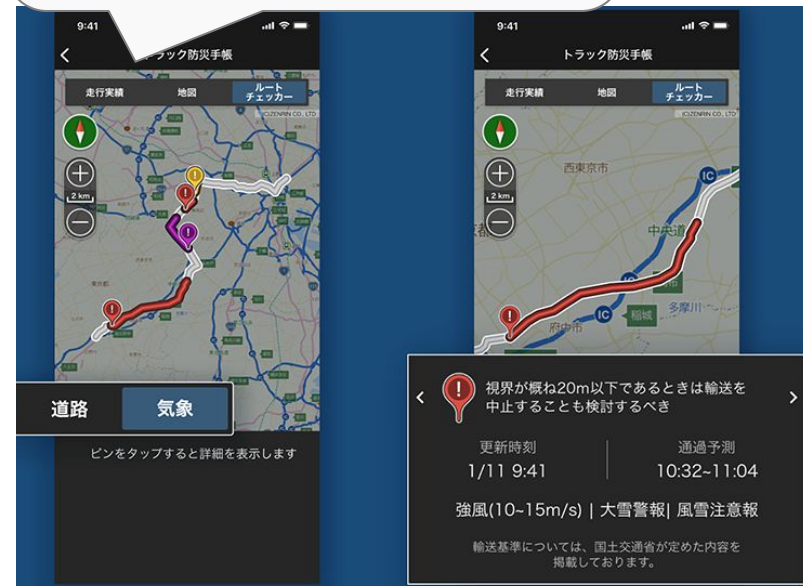 9:41
トラック防災手帳
走行実績
地図
ルート
チェッカー
(C)ZENRIN CO., LTD
2 km
東京都
道路
気象
ピンをタップすると詳細を表示します
9:41
トラック防災手帳
走行実績
地図
ルート
チェッカー
(C)ZENRIN CO., LTD
2 km
西東京市
IC
中央道
IC
稲城
多摩川
府中市
視界が概ね20m以下であるときは輸送を
中止することも検討するべき
更新時刻
通過予測
1/11 9:41
10:32~11:04
強風(10~15m/s) | 大雪警報| 風雪注意報
輸送基準については、国土交通省が定めた内容を
掲載しております。